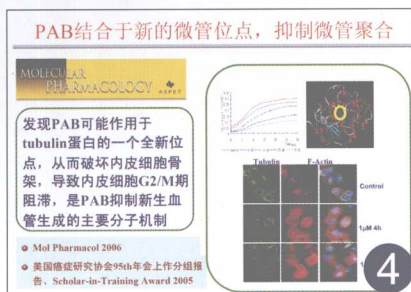 PAB结合于新的微管位点，抑制微管聚合
MOLECULAR
PHARMACOLOGY
ASPET
发现PAB可能作用于
tubulin蛋白的一个全新位
点，从而破坏内皮细胞骨
架，导致内皮细胞G2/M期
阻滞，是PAB抑制新生血
管生成的主要分子机制
Mol Pharmacol 2006
美国癌症研究协会95th年会上作分组报
告、Scholar-in-Training Award 2005
Tubulin F-Actin
Control
1μM 4h
4